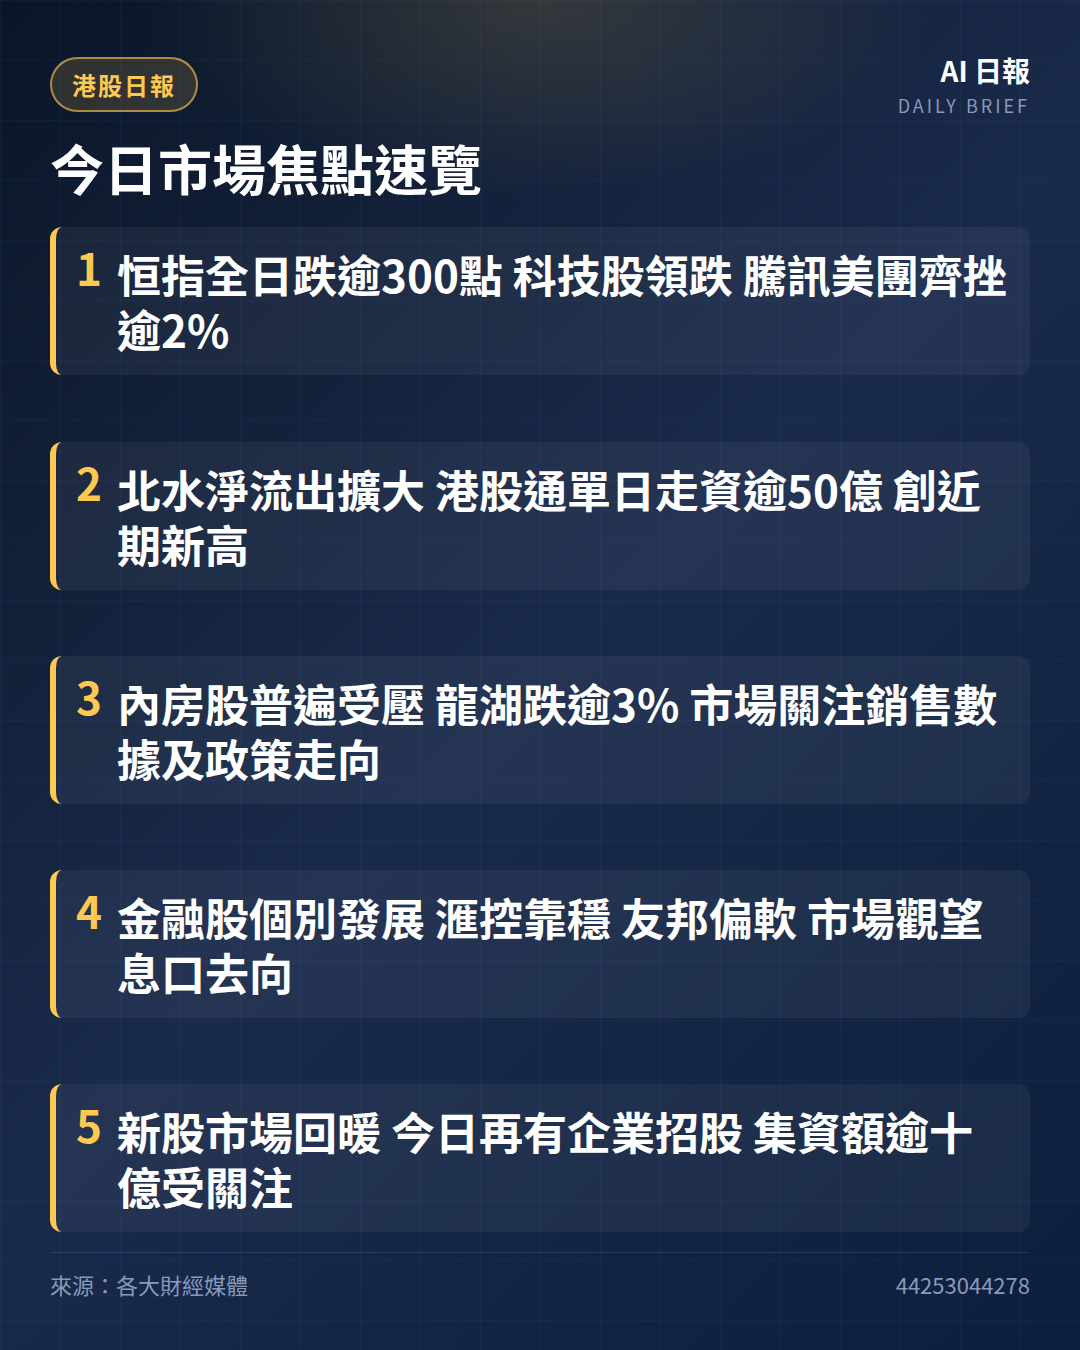 港股日報
AI 日報
DAILY BRIEF
今日市場焦點速覽
1 恒指全日跌逾300點 科技股領跌 騰訊美團齊挫
逾2%
2 北水淨流出擴大 港股通單日走資逾50億 創近
期新高
3 內房股普遍受壓 龍湖跌逾3% 市場關注銷售數
據及政策走向
4 金融股個別發展 滙控靠穩 友邦偏軟 市場觀望
息口去向
5 新股市場回暖 今日再有企業招股 集資額逾十
億受關注
來源：各大財經媒體
44253044278